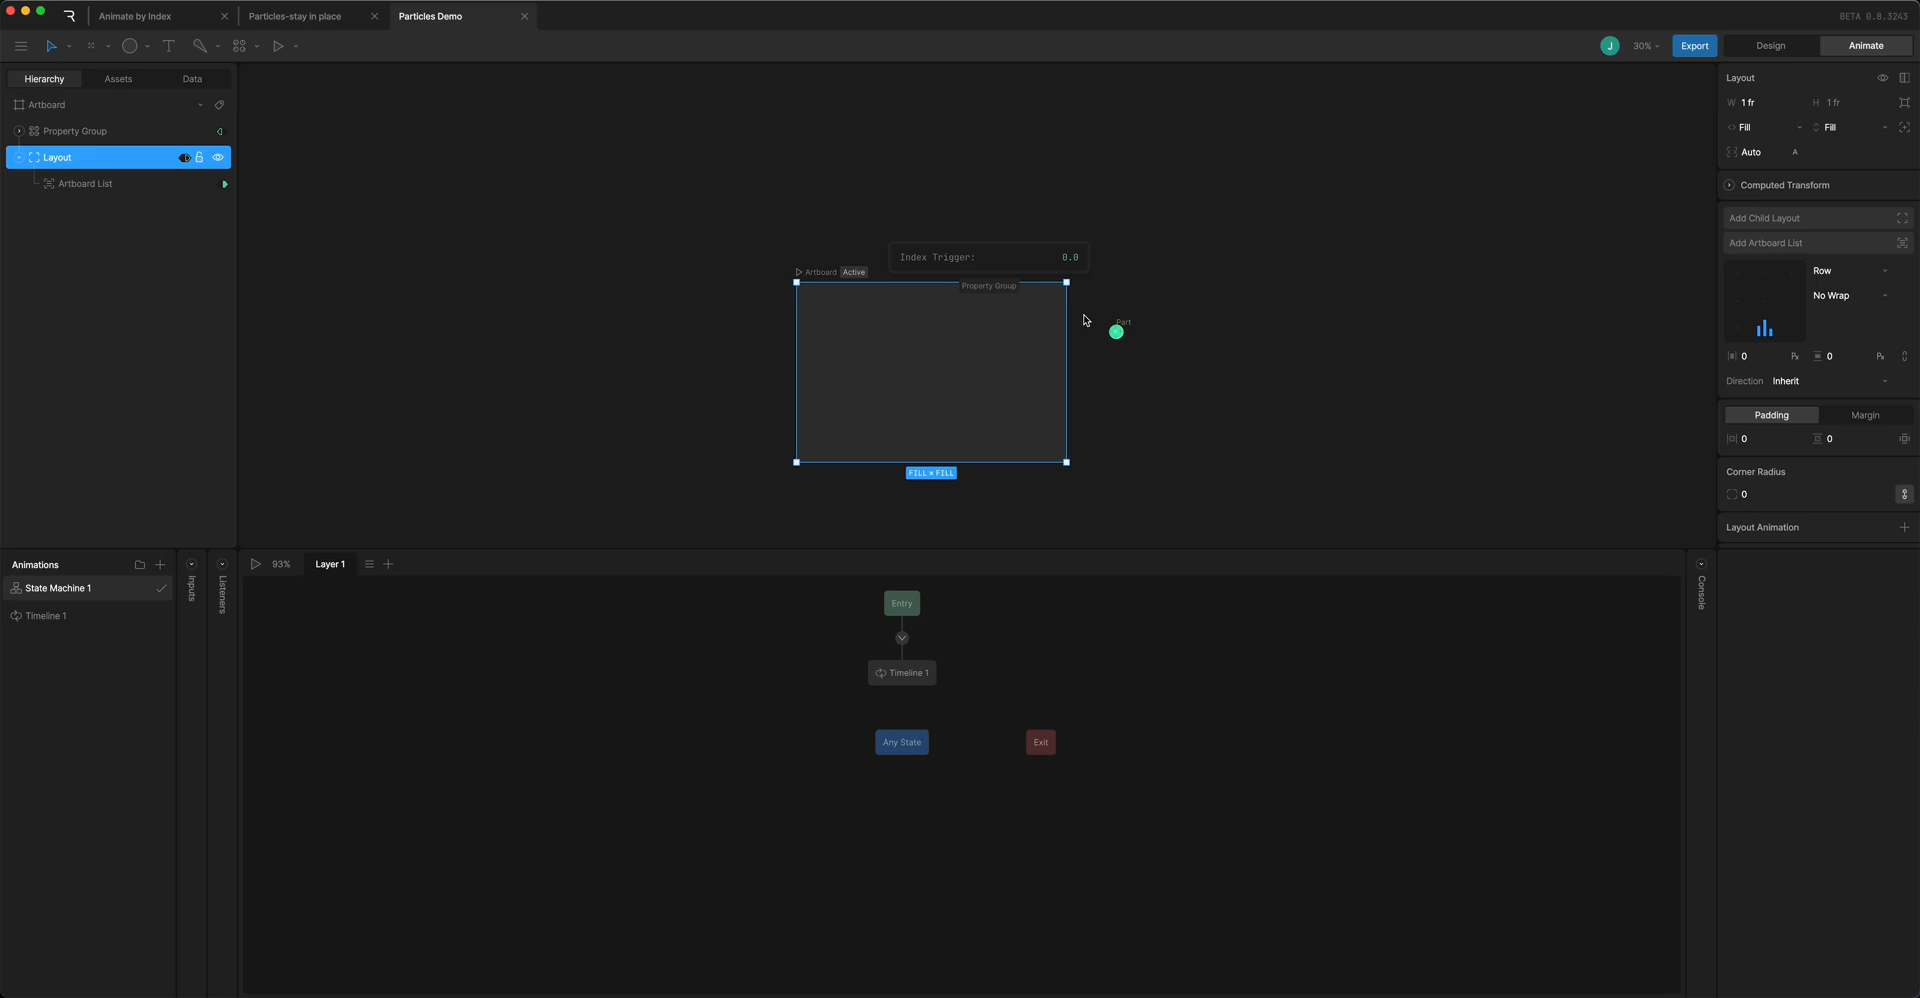 Animate by Index
Particles-stay in place
Particles Demo
BETA 0.8.3243
J
30%
Export
Design
Animate
Hierarchy
Assets
Data
Artboard
Property Group
Layout
Artboard List
Index Trigger:
0.0
Artboard
Active
Property Group
Part
FILL × FILL
Layout
W 1 fr
H 1 fr
Fill
Fill
Auto
A
Computed Transform
Add Child Layout
Add Artboard List
Row
No Wrap
0
Px
0
Px
Direction
Inherit
Padding
Margin
0
0
Corner Radius
0
Layout Animation
Animations
State Machine 1
Timeline 1
Inputs
Listeners
93%
Layer 1
Entry
Timeline 1
Any State
Exit
Console